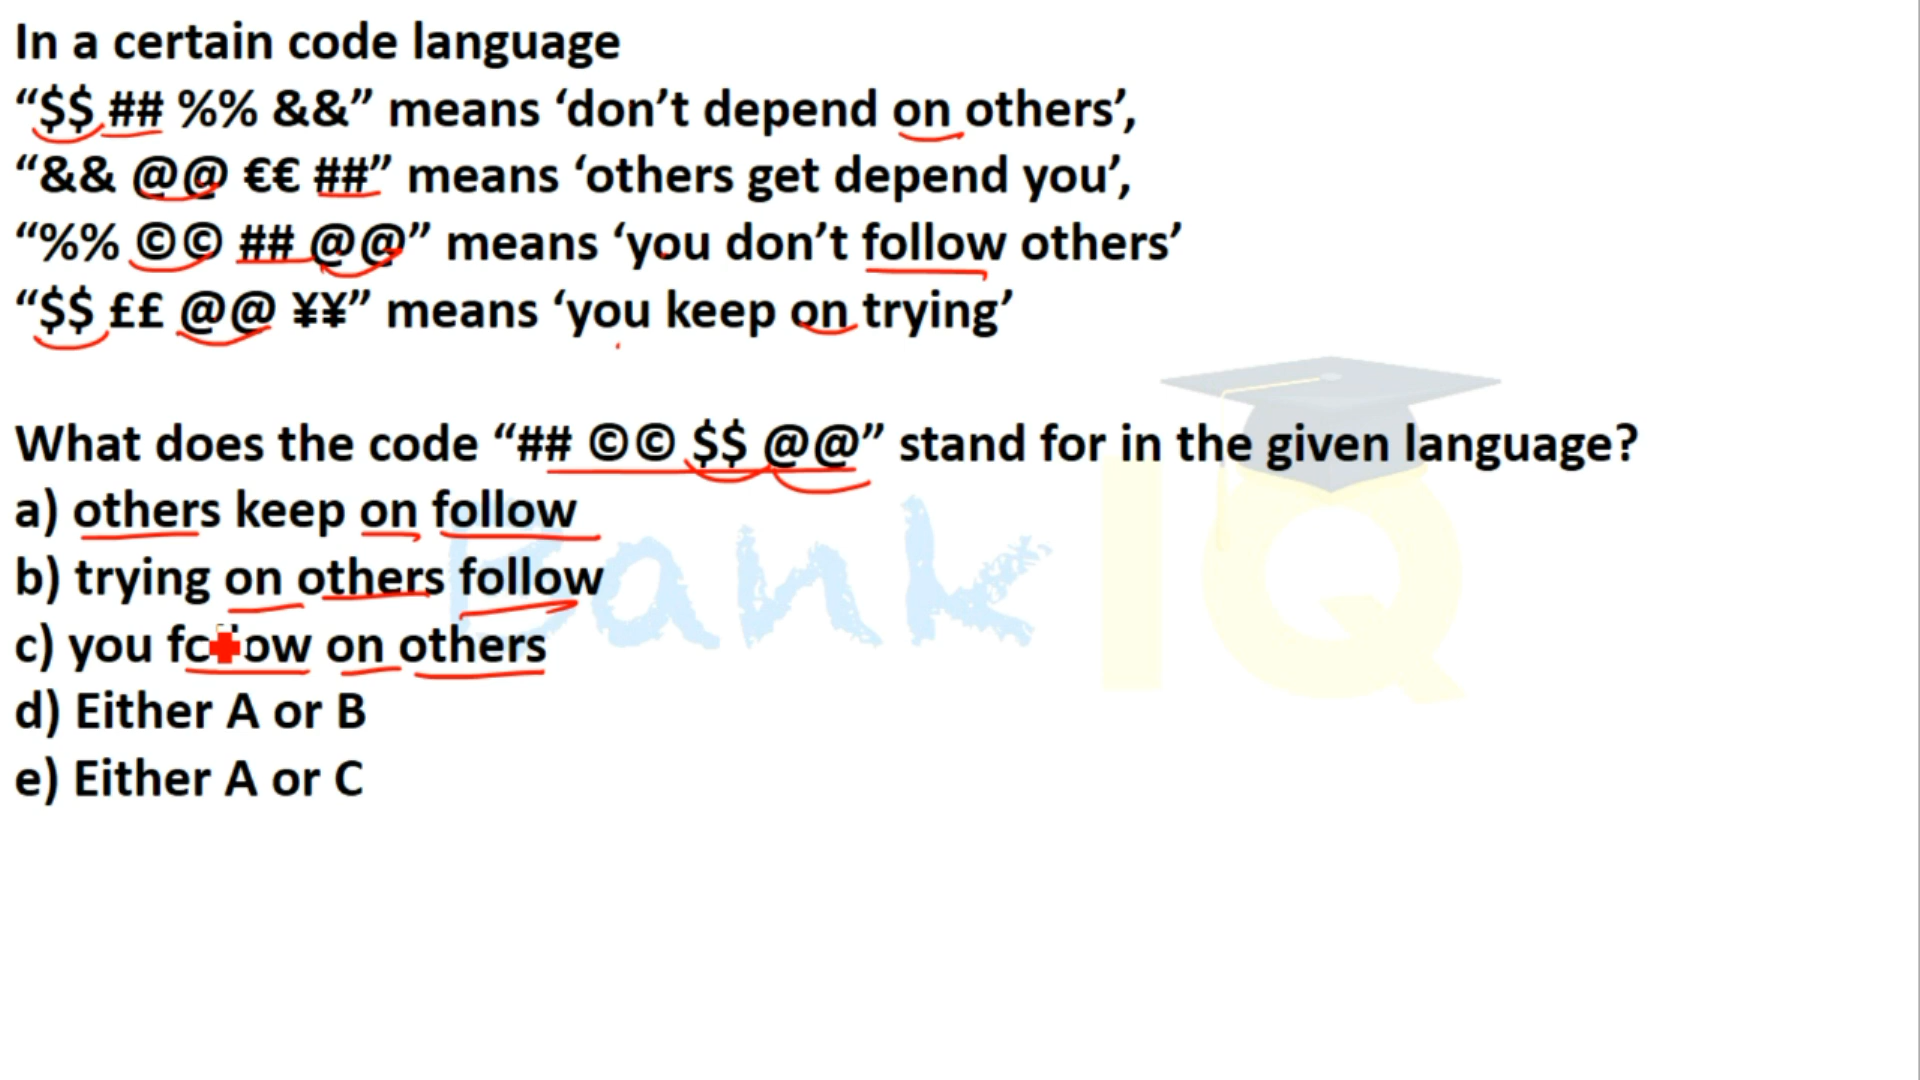 In a certain code language
“$$ ## %% &&” means ‘don’t depend on others’,
“&& @@ €€ ##” means ‘others get depend you’,
“%% ©© ## @@” means ‘you don’t follow others’
“$$ ££ @@ ¥¥” means ‘you keep on trying’
What does the code “## ©© $$ @@” stand for in the given language?
a) others keep on follow
b) trying on others follow
c) you follow on others
d) Either A or B
e) Either A or C
Bank IQ